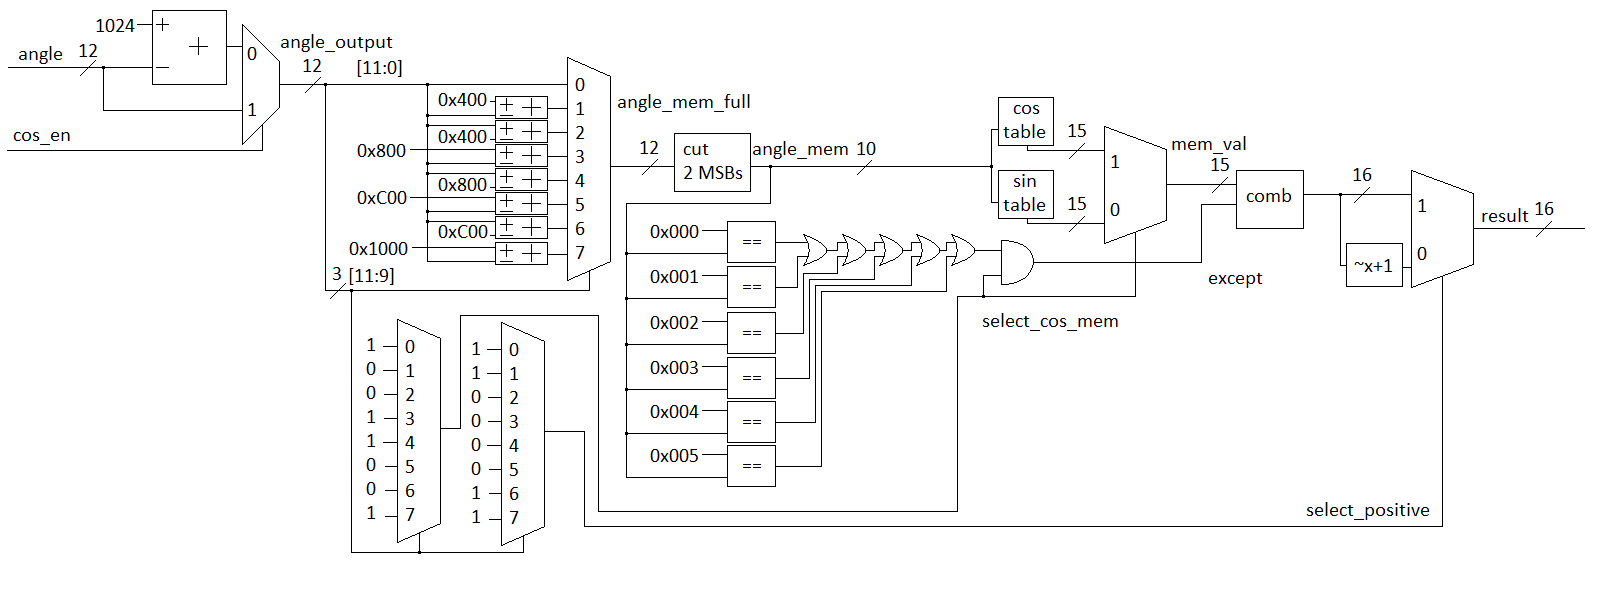 1024
+
+
−
angle
12
0
1
cos_en
angle_output
12
[11:0]
0x400
0x400
0x800
0x800
0xC00
0xC00
0x1000
± +
± +
± +
± +
± +
± +
± +
0
1
2
3
4
5
6
7
3 [11:9]
angle_mem_full
12
cut
2 MSBs
angle_mem 10
cos
table
sin
table
15
15
1
0
mem_val
15
comb
16
1
0
~x+1
result 16
0x000
==
0x001
==
0x002
==
0x003
==
0x004
==
0x005
==
except
select_cos_mem
select_positive
1 0
0 1
0 2
1 3
1 4
0 5
0 6
1 7
1 0
1 1
0 2
0 3
0 4
0 5
1 6
1 7